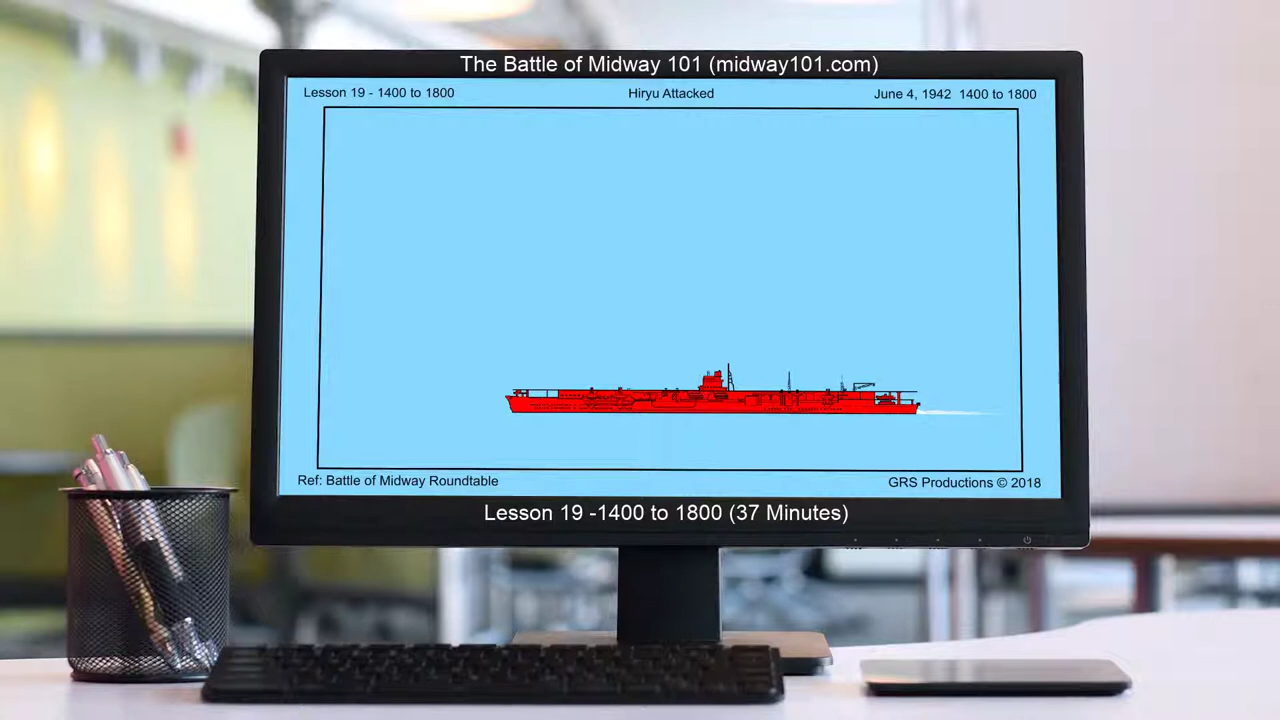 The Battle of Midway 101 (midway101.com)
Lesson 19 - 1400 to 1800
Hiryu Attacked
June 4, 1942  1400 to 1800
Ref: Battle of Midway Roundtable
GRS Productions © 2018
Lesson 19 -1400 to 1800 (37 Minutes)